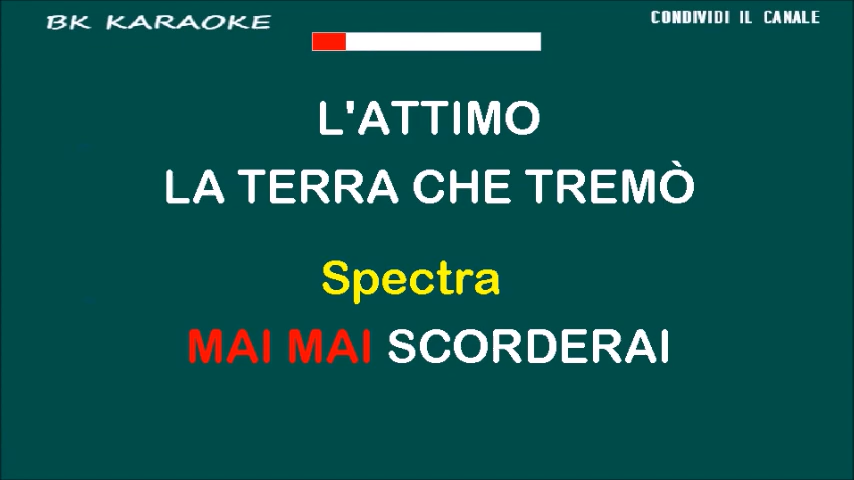 BK KARAOKE
CONDIVIDI IL CANALE
L'ATTIMO
LA TERRA CHE TREMÒ
Spectra
MAI MAI SCORDERAI